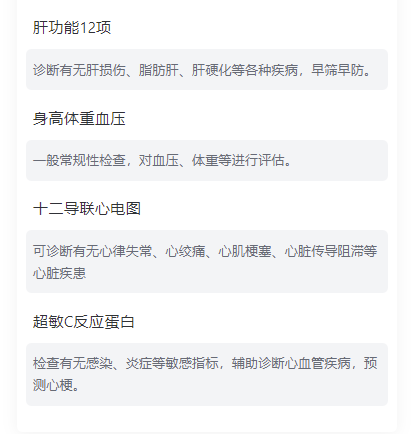 肝功能12项
诊断有无肝损伤、脂肪肝、肝硬化等各种疾病，早筛早防。
身高体重血压
一般常规性检查，对血压、体重等进行评估。
十二导联心电图
可诊断有无心律失常、心绞痛、心肌梗塞、心脏传导阻滞等
心脏疾患
超敏C反应蛋白
检查有无感染、炎症等敏感指标，辅助诊断心血管疾病，预
测心梗。